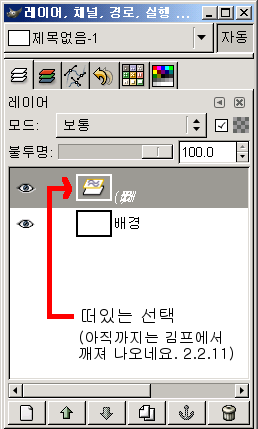 레이어, 채널, 경로, 실행 ...
제목없음-1
자동
레이어
모드:
보통
불투명:
100.0
배경
떠있는 선택
(아직까지는 김프에서
깨져 나오네요. 2.2.11)